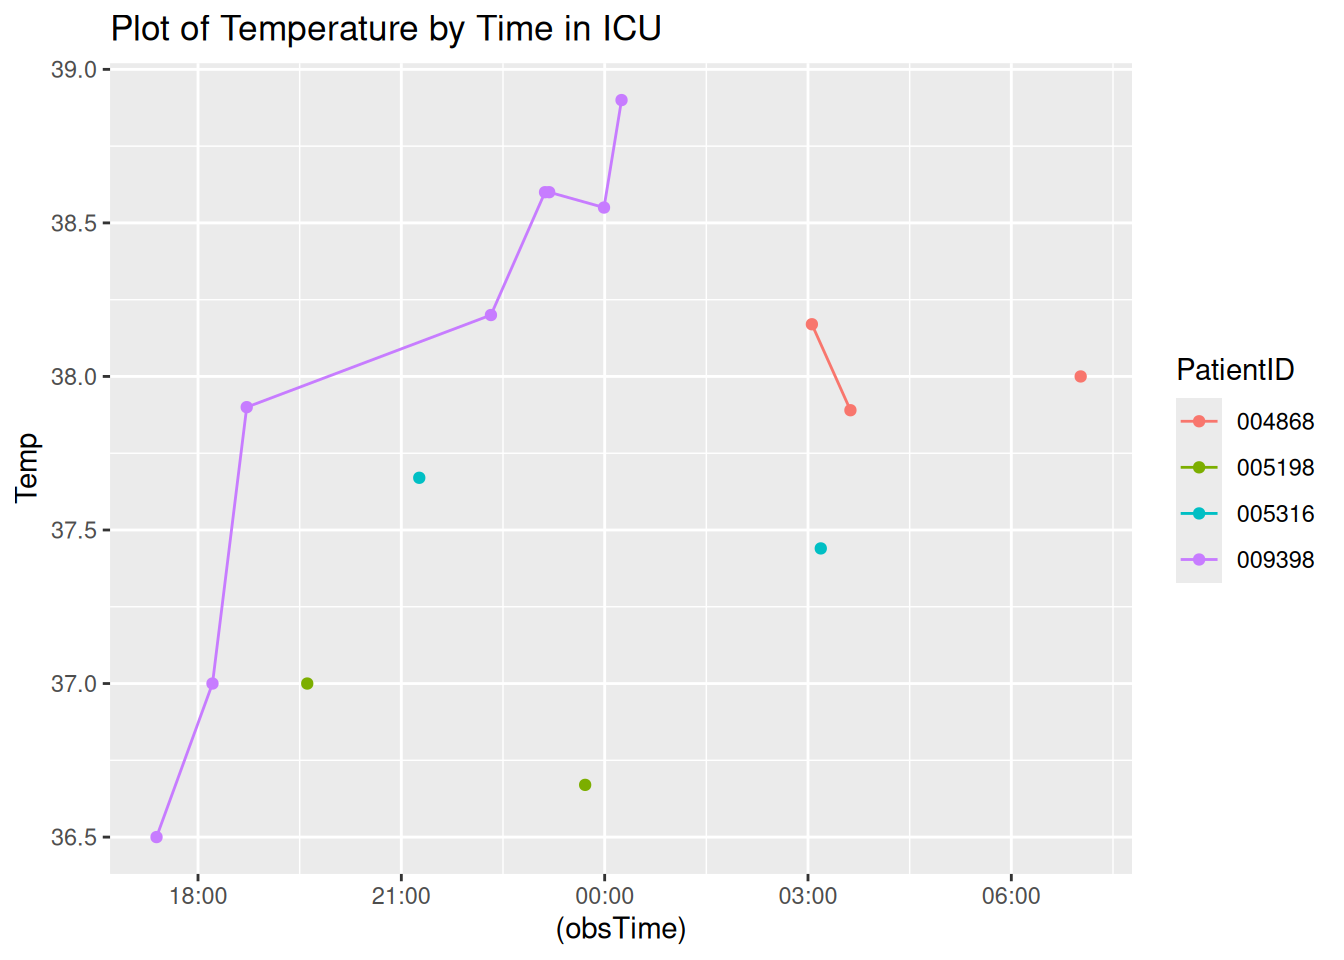 Plot of Temperature by Time in ICU
39.0
38.5
38.0
37.5
37.0
36.5
Temp
18:00 21:00 00:00 03:00 06:00
(obsTime)
PatientID
004868
005198
005316
009398